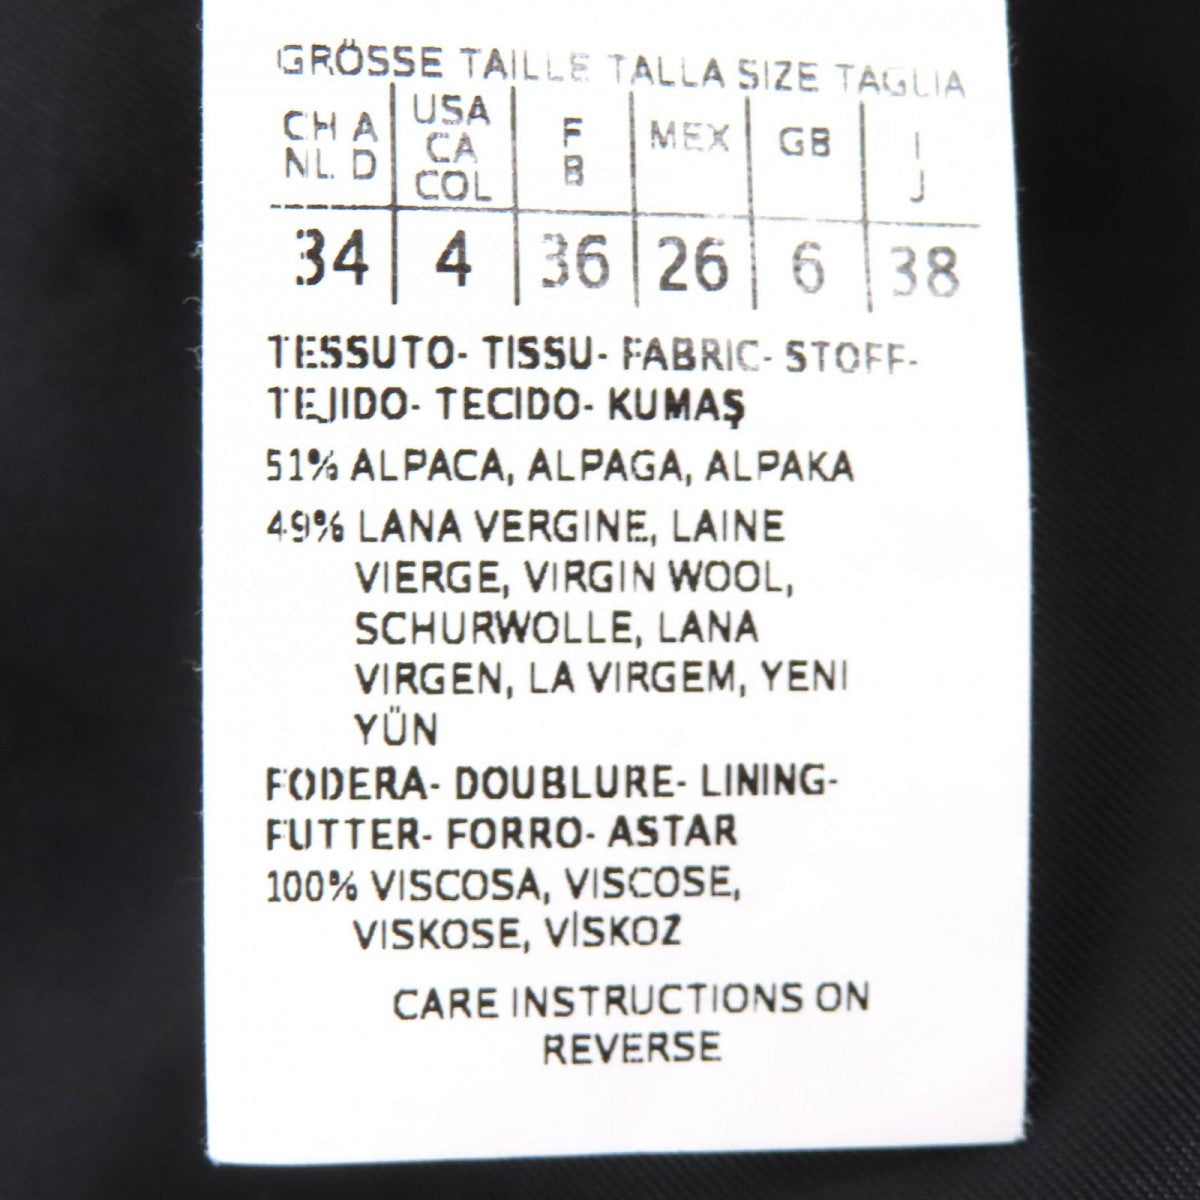 GRÖSSE TAILLE TALLA SIZE TAGLIA
CH A NL. D USA CA COL F B MEX GB I J
34 4 36 26 6 38
TESSUTO- TISSU- FABRIC- STOFF-
TEJIDO- TECIDO- KUMAŞ
51% ALPACA, ALPAGA, ALPAKA
49% LANA VERGINE, LAINE
VIERGE, VIRGIN WOOL,
SCHURWOLLE, LANA
VIRGEN, LA VIRGEM, YENI
YÜN
FODERA- DOUBLURE- LINING-
FUTTER- FORRO- ASTAR
100% VISCOSA, VISCOSE,
VISKOSE, VİSKOZ
CARE INSTRUCTIONS ON
REVERSE